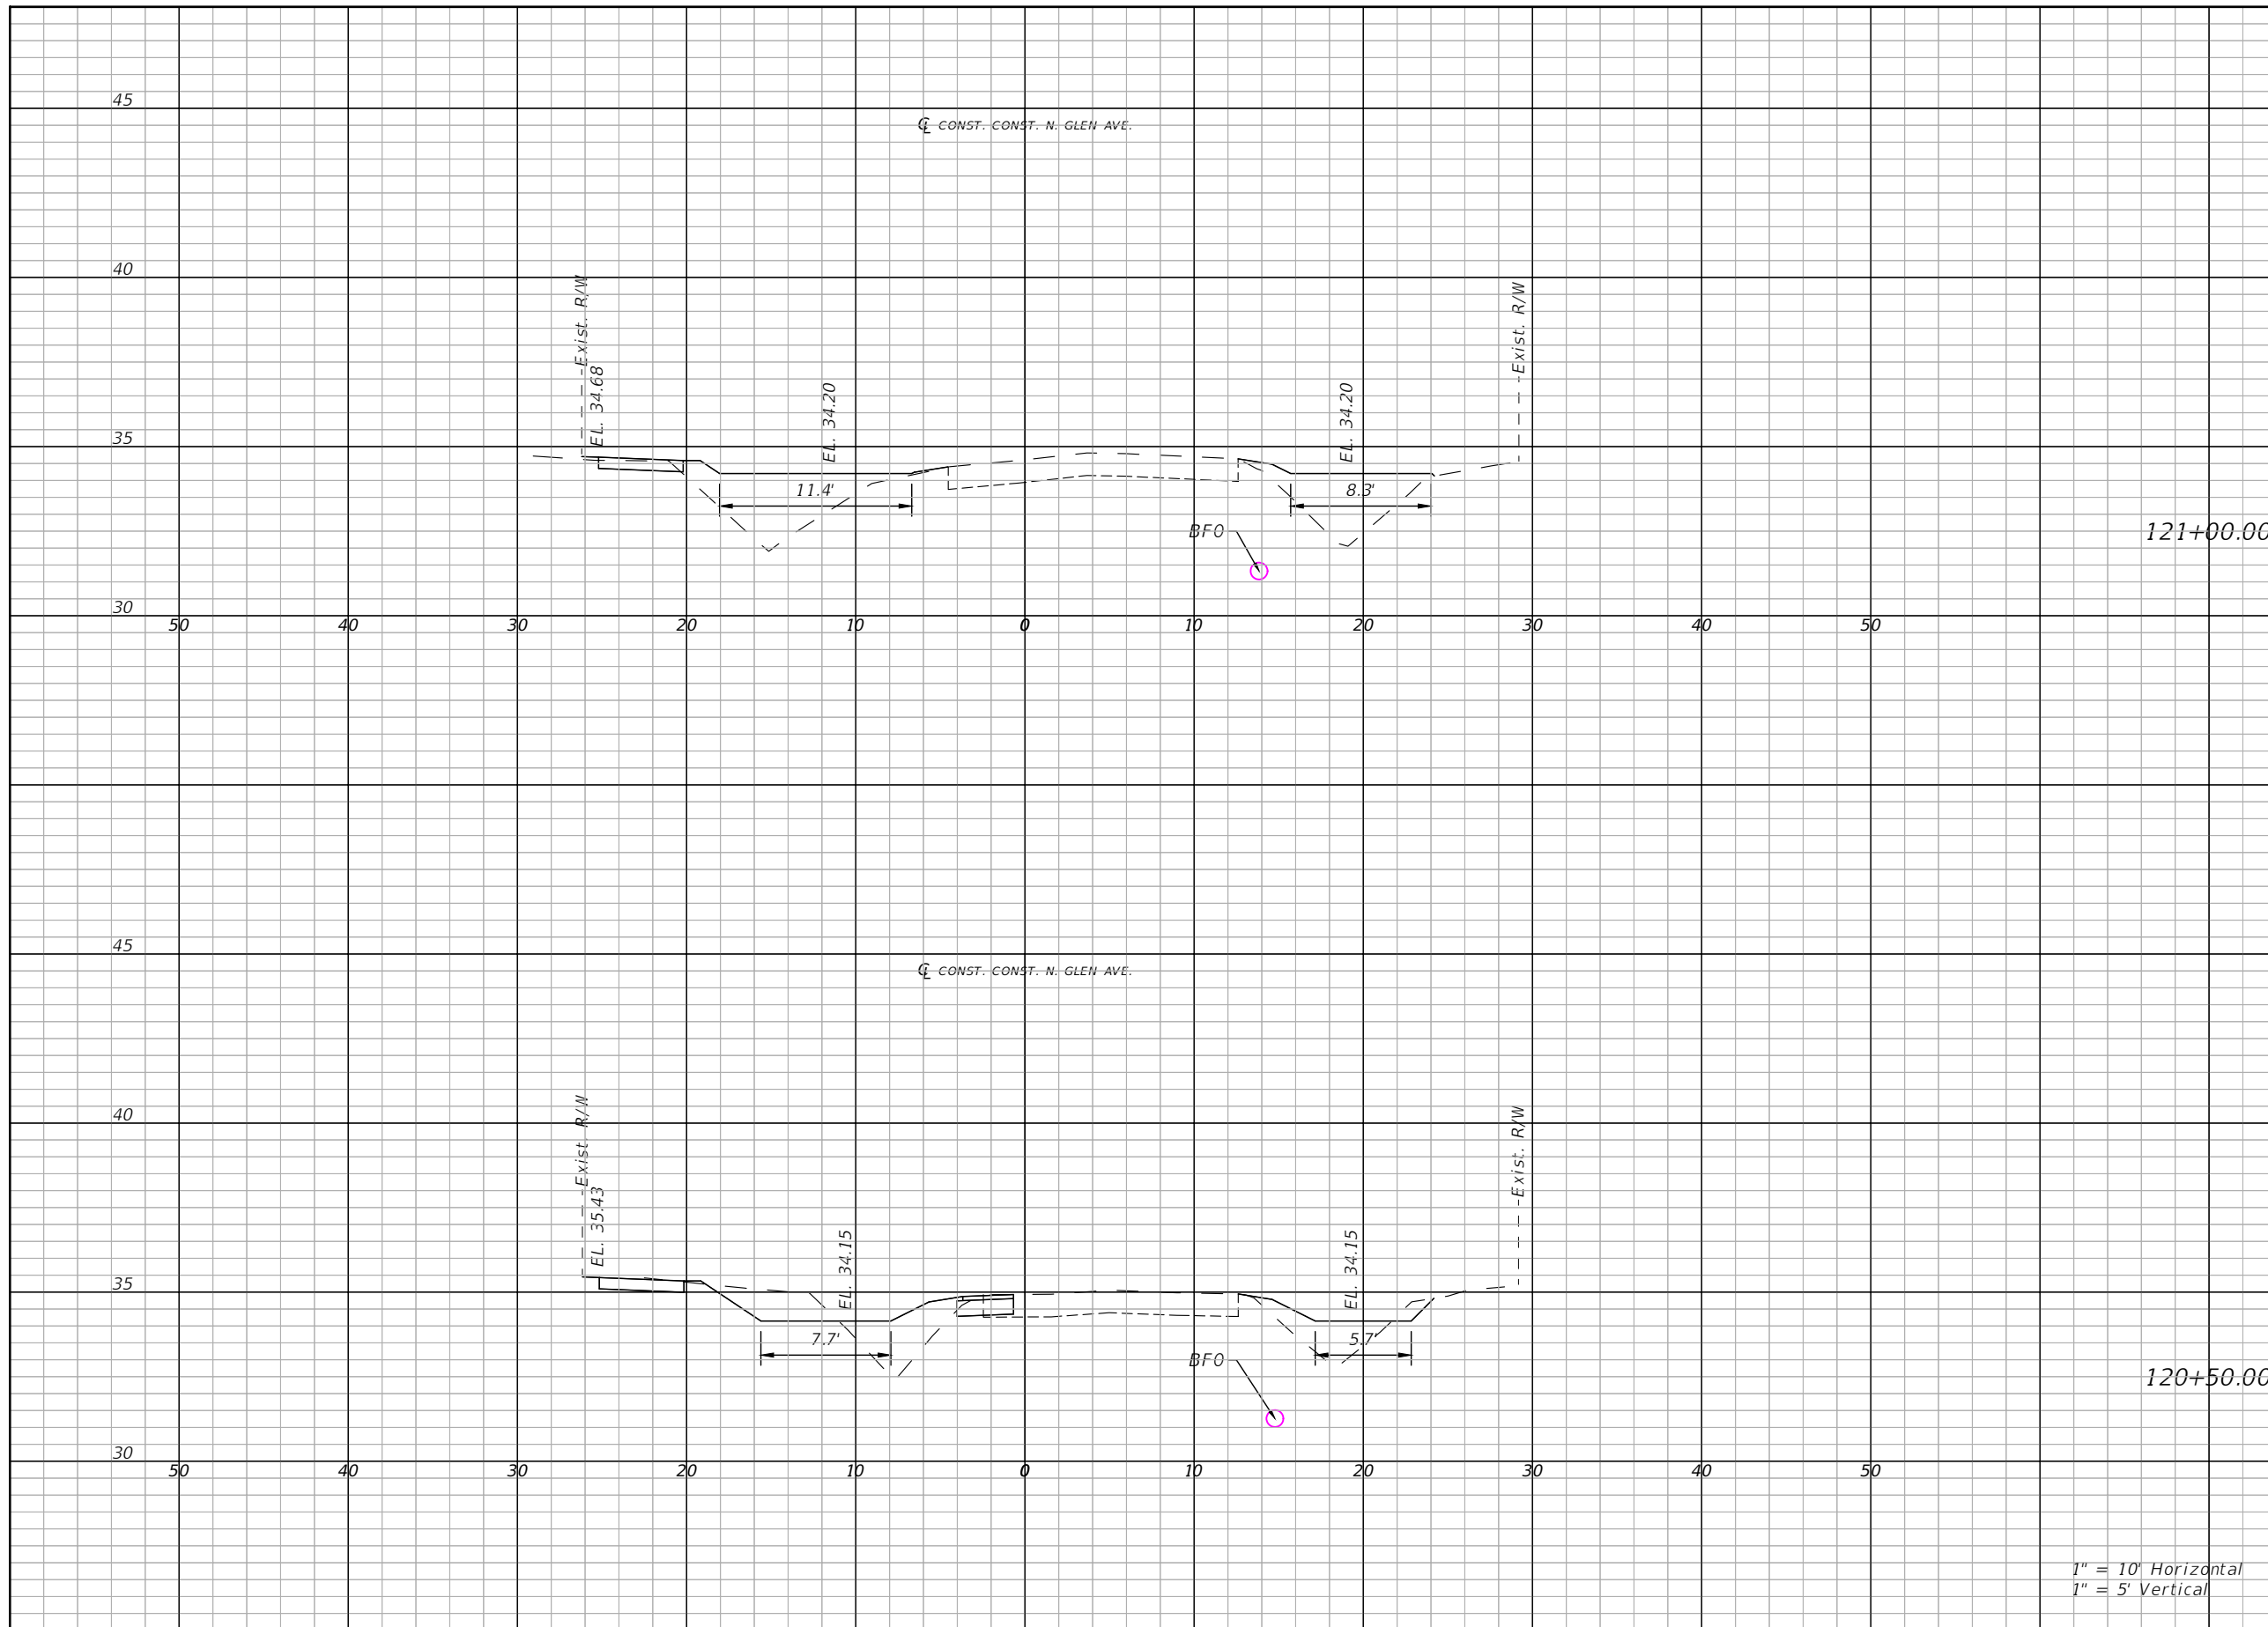 45
℄ CONST. CONST. N. GLEN AVE.
40
Exist. R/W
Exist. R/W
EL. 34.68
EL. 34.20
EL. 34.20
35
11.4'
8.3'
BFO
121+00.00
30
50 40 30 20 10 0 10 20 30 40 50
45
℄ CONST. CONST. N. GLEN AVE.
40
Exist. R/W
Exist. R/W
EL. 35.43
EL. 34.15
EL. 34.15
35
7.7'
5.7'
BFO
120+50.00
30
50 40 30 20 10 0 10 20 30 40 50
1" = 10' Horizontal
1" = 5' Vertical